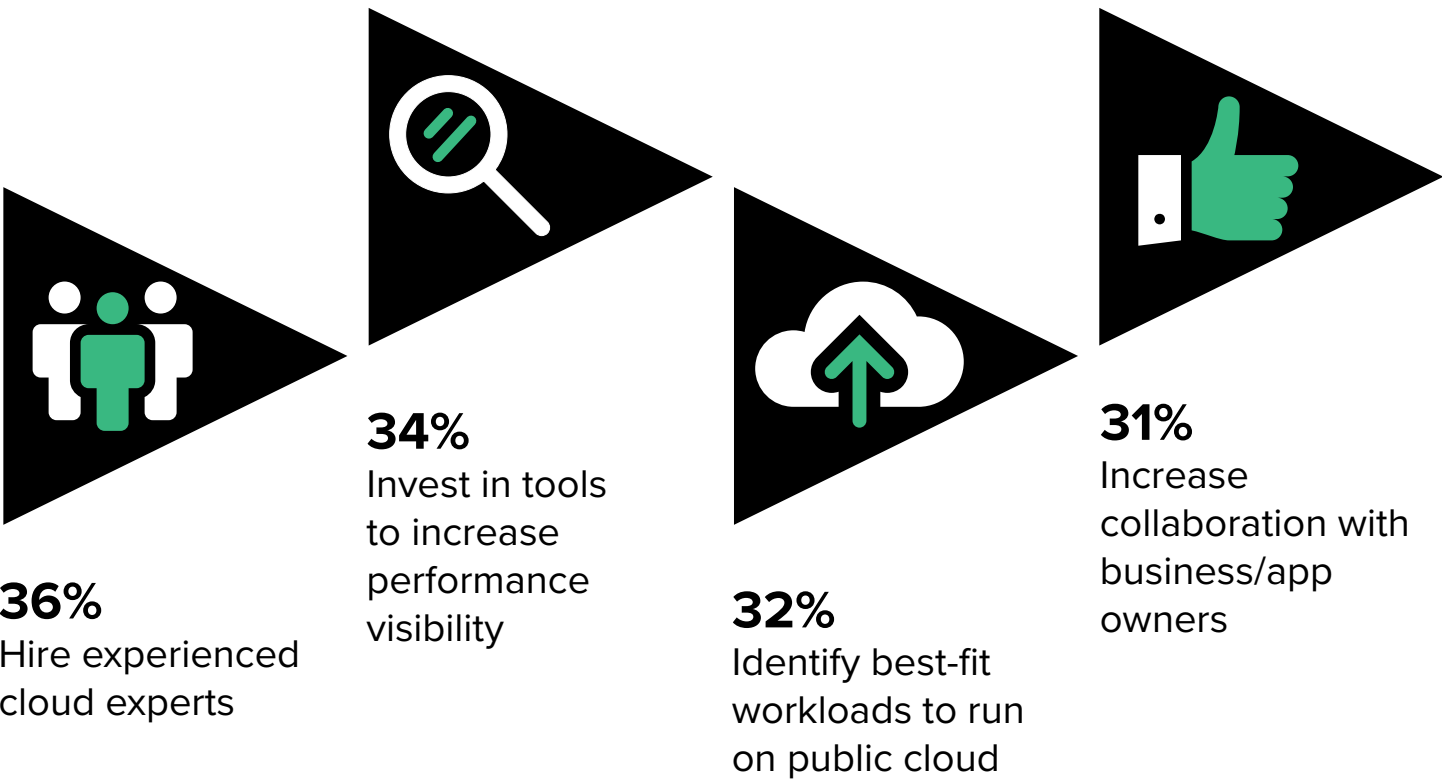 36%
Hire experienced
cloud experts
34%
Invest in tools
to increase
performance
visibility
32%
Identify best-fit
workloads to run
on public cloud
31%
Increase
collaboration with
business/app
owners